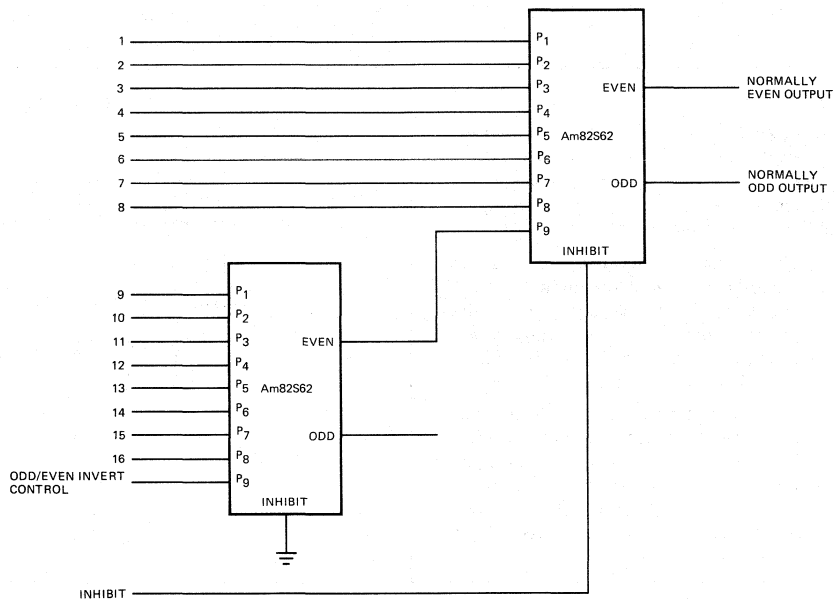 1 P1
2 P2
3 P3 EVEN NORMALLY
EVEN OUTPUT
4 P4
5 P5 Am82S62
6 P6
7 P7 ODD NORMALLY
ODD OUTPUT
8 P8
P9
INHIBIT
9 P1
10 P2
11 P3 EVEN
12 P4
13 P5 Am82S62
14 P6
15 P7 ODD
16 P8
ODD/EVEN INVERT
CONTROL P9
INHIBIT
INHIBIT